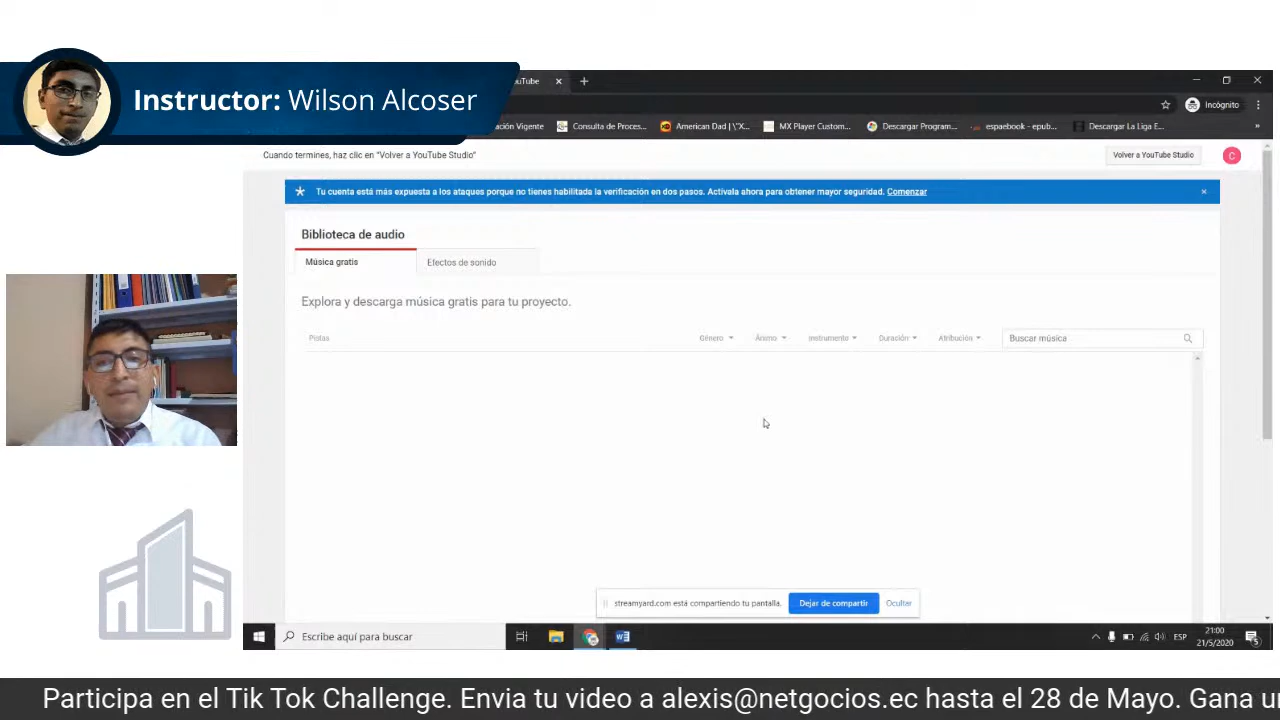 Instructor: Wilson Alcoser
YouTube
Incógnito
ación Vigente
Consulta de Proces...
American Dad | \"X...
MX Player Custom...
Descargar Program...
espaebook - epub...
Descargar La Liga E...
»
Cuando termines, haz clic en "Volver a YouTube Studio"
Volver a YouTube Studio
C
Tu cuenta está más expuesta a los ataques porque no tienes habilitada la verificación en dos pasos. Actívala ahora para obtener mayor seguridad. Comenzar
Biblioteca de audio
Música gratis
Efectos de sonido
Explora y descarga música gratis para tu proyecto.
Pistas
Género
Ánimo
Instrumento
Duración
Atribución
Buscar música
streamyard.com está compartiendo tu pantalla.
Dejar de compartir
Ocultar
Escribe aquí para buscar
ESP
21:00
21/5/2020
5
Participa en el Tik Tok Challenge. Envia tu video a alexis@netgocios.ec hasta el 28 de Mayo. Gana u